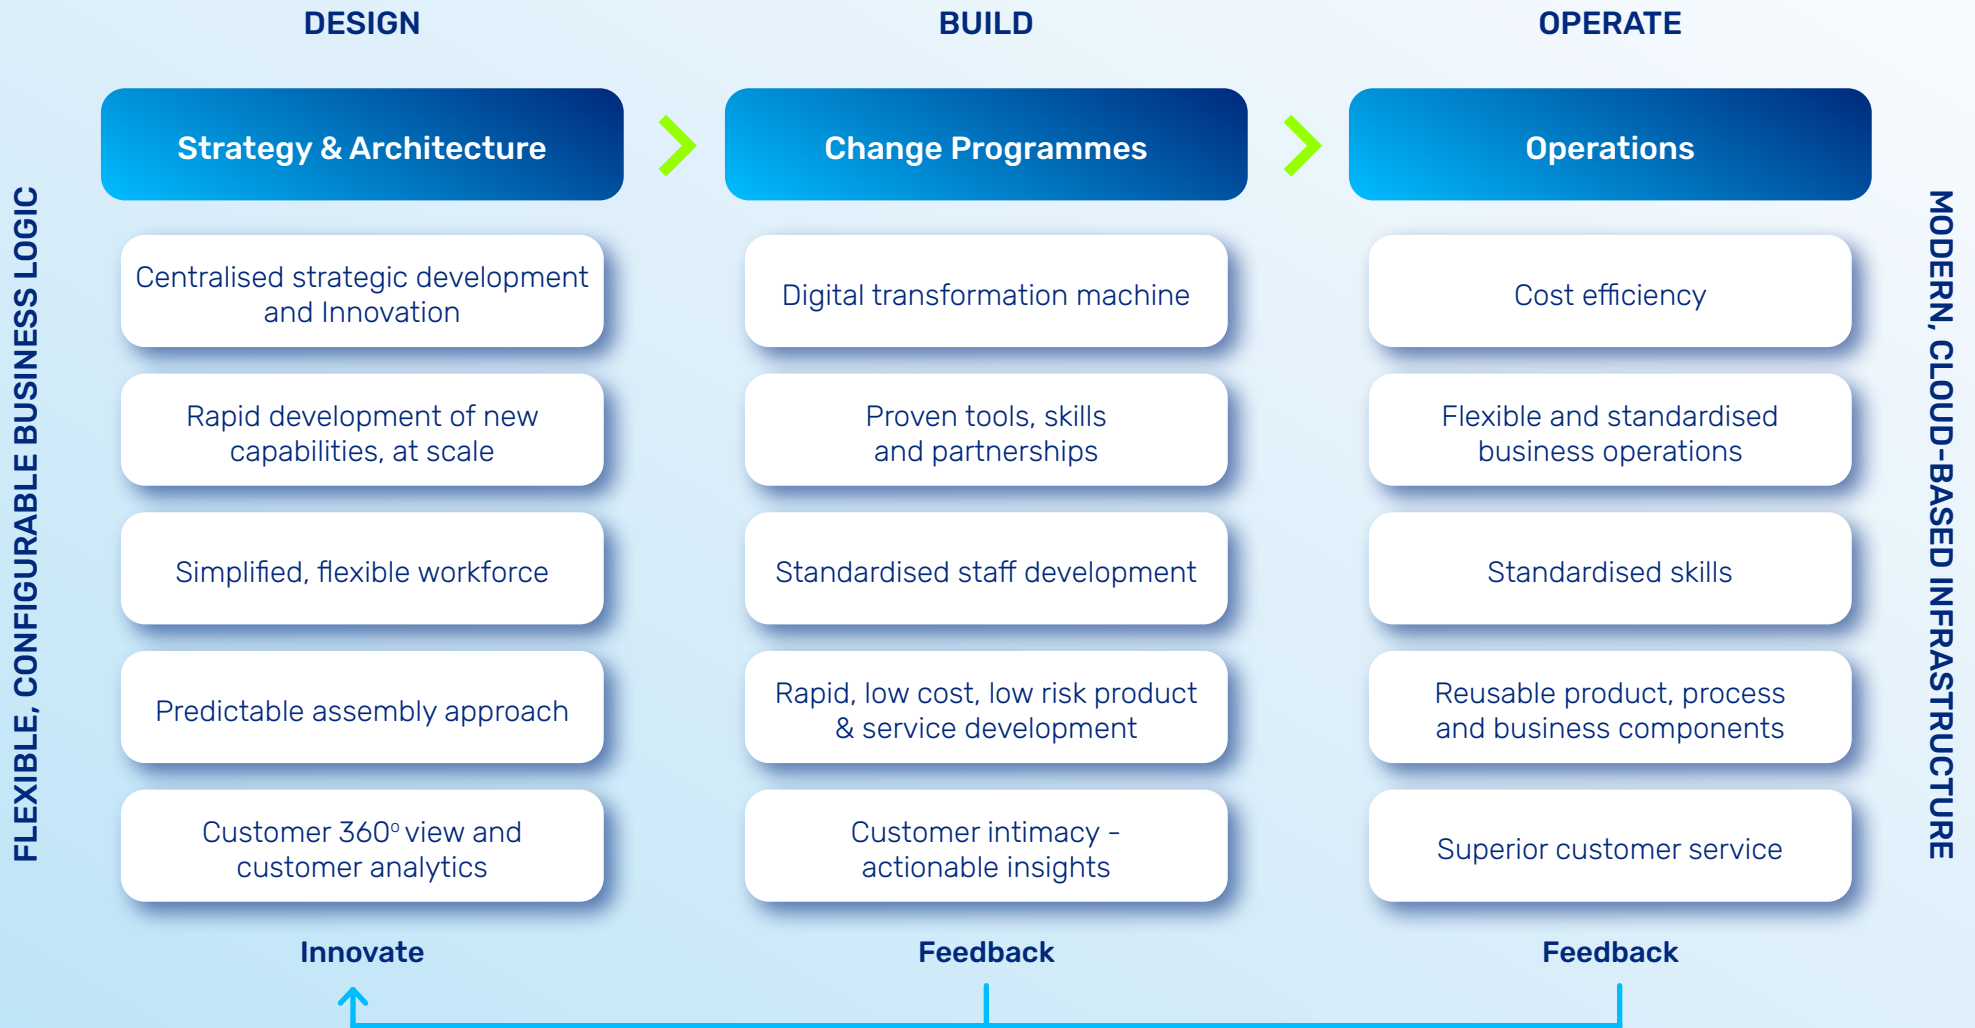 DESIGN
BUILD
OPERATE
Strategy & Architecture
Change Programmes
Operations
FLEXIBLE, CONFIGURABLE BUSINESS LOGIC
Centralised strategic development
and Innovation
Rapid development of new
capabilities, at scale
Simplified, flexible workforce
Predictable assembly approach
Customer 360º view and
customer analytics
Innovate
Digital transformation machine
Proven tools, skills
and partnerships
Standardised staff development
Rapid, low cost, low risk product
& service development
Customer intimacy -
actionable insights
Feedback
Cost efficiency
Flexible and standardised
business operations
Standardised skills
Reusable product, process
and business components
Superior customer service
Feedback
MODERN, CLOUD-BASED INFRASTRUCTURE